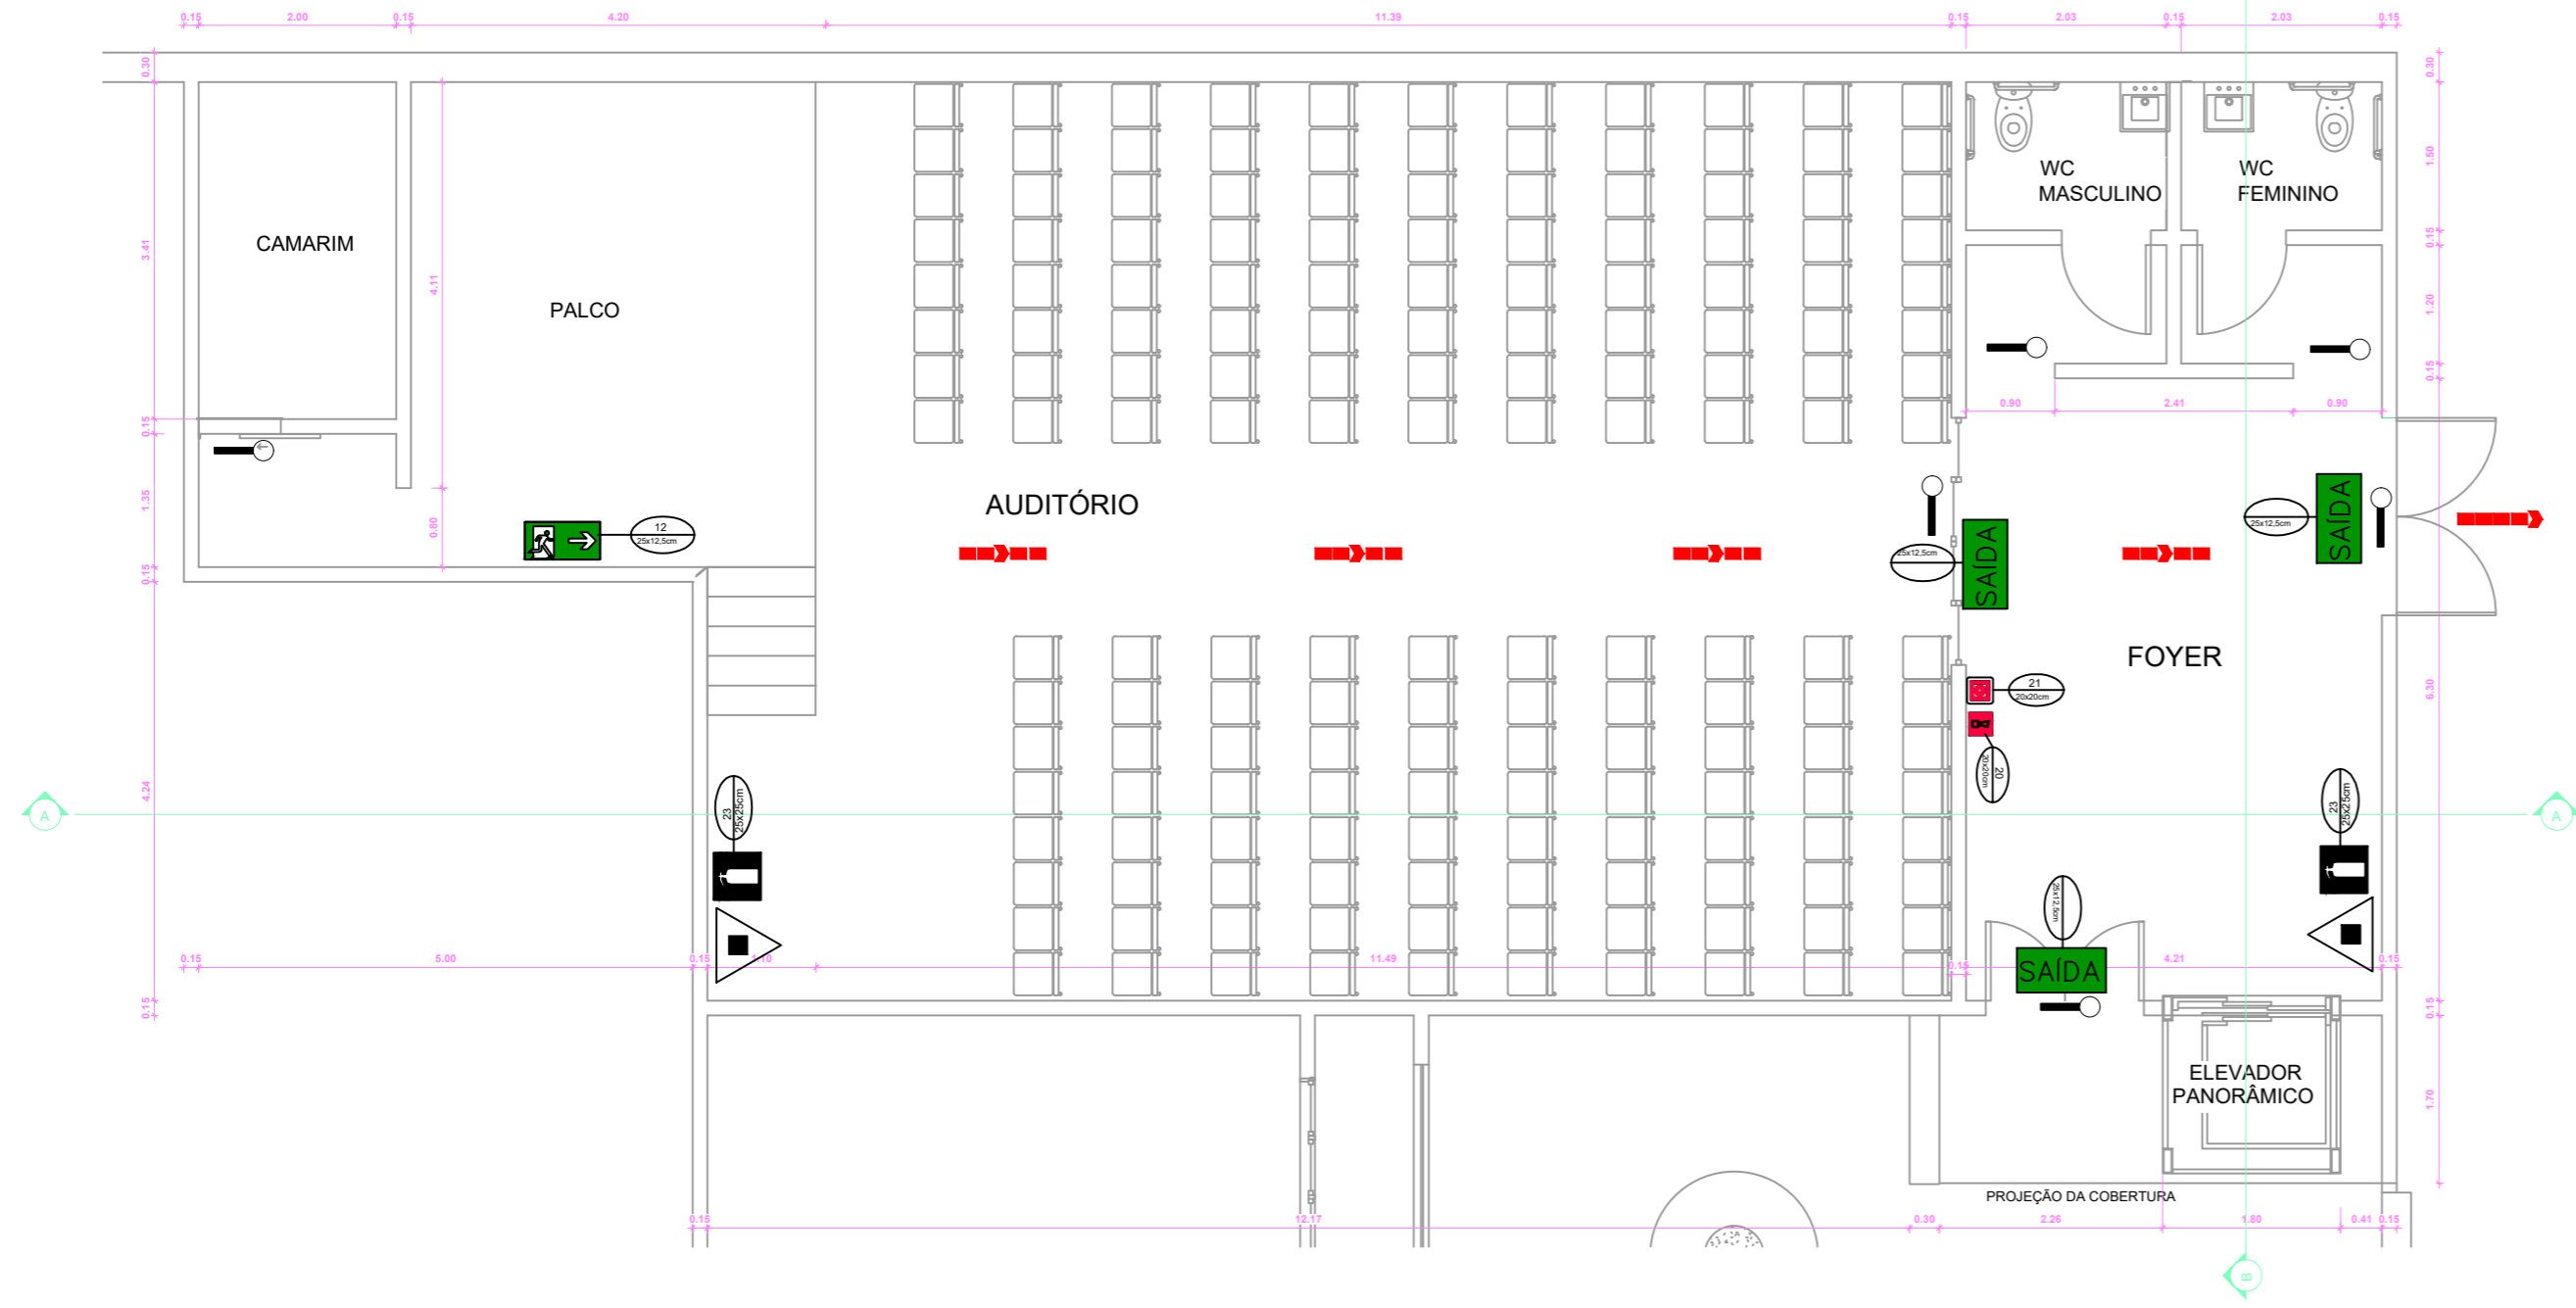 0.15 2.00 0.15 4.20 11.39 0.15 2.03 0.15 2.03 0.15
0.30
0.30
WC
MASCULINO
WC
FEMININO
1.50
CAMARIM
3.41
4.11
0.15
PALCO
1.20
0.15
0.90 2.41 0.90
0.15
1.35
0.80
12
25x12,5cm
AUDITÓRIO
25x12,5cm
SAÍDA
25x12,5cm
SAÍDA
0.15
FOYER
21
20x20cm
20
20x20cm
6.30
4.24
A
A
23
25x25cm
23
25x25cm
25x12,5cm
SAÍDA
0.15 5.00 0.15 1.10 11.49 0.15 4.21 0.15
0.15
0.15
ELEVADOR
PANORÂMICO
1.70
PROJEÇÃO DA COBERTURA
0.15 12.17 0.30 2.26 1.80 0.41 0.15
B